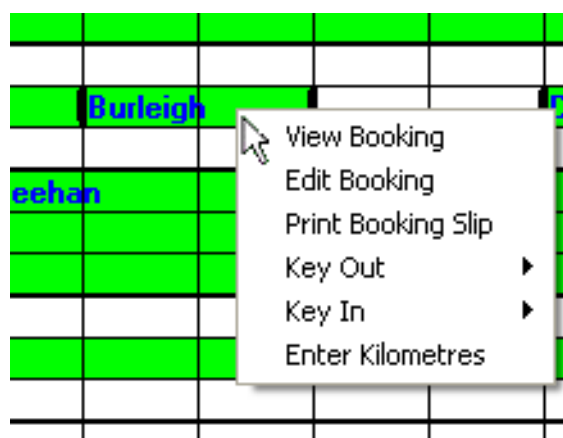 Burleigh
View Booking
Edit Booking
eehan
Print Booking Slip
Key Out
Key In
Enter Kilometres